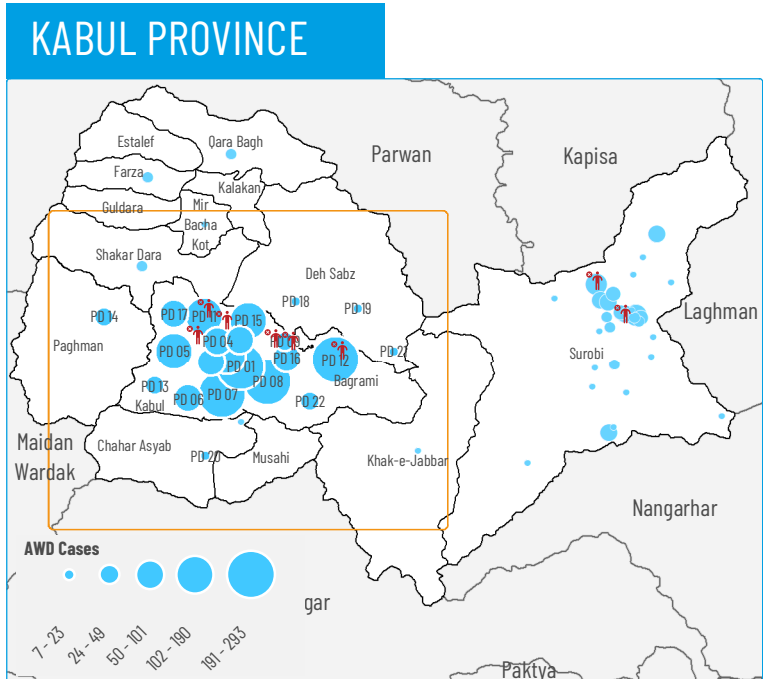 KABUL PROVINCE
Estalef
Qara Bagh
Parwan
Kapisa
Farza
Kalakan
Guldara
Mir
Bacha
Kot
Shakar Dara
Deh Sabz
PD 18
PD 19
PD 14
PD 17
PD 15
Laghman
Paghman
PD 05
PD 04
PD 16
PD 12
PD 21
Surobi
PD 01
PD 08
Bagrami
PD 13
Kabul
PD 06
PD 07
PD 22
Maidan
Wardak
Chahar Asyab
PD 20
Musahi
Khak-e-Jabbar
Nangarhar
AWD Cases
gar
7 - 23
24 - 49
50 - 101
102 - 190
191 - 293
Paktya